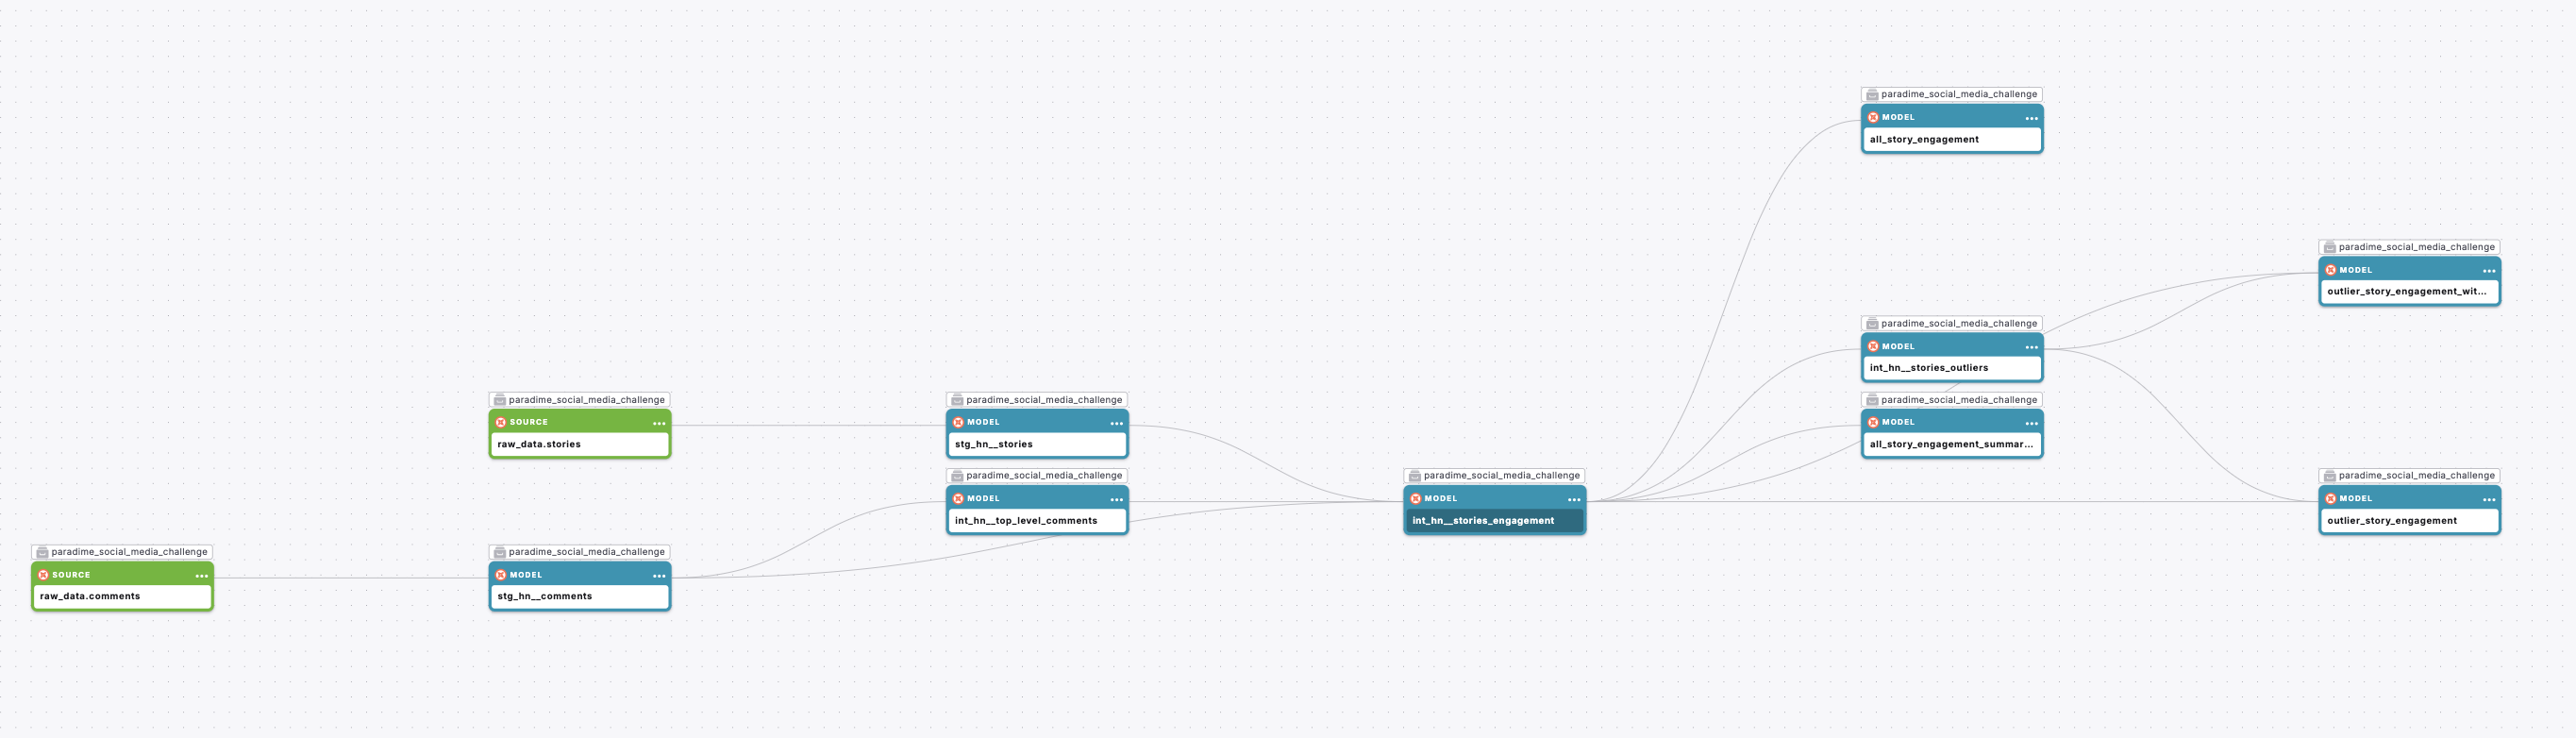 paradime_social_media_challenge
MODEL
all_story_engagement
paradime_social_media_challenge
MODEL
outlier_story_engagement_wit...
paradime_social_media_challenge
MODEL
int_hn__stories_outliers
paradime_social_media_challenge
SOURCE
raw_data.stories
paradime_social_media_challenge
MODEL
stg_hn__stories
paradime_social_media_challenge
MODEL
all_story_engagement_summar...
paradime_social_media_challenge
MODEL
int_hn__top_level_comments
paradime_social_media_challenge
MODEL
int_hn__stories_engagement
paradime_social_media_challenge
MODEL
outlier_story_engagement
paradime_social_media_challenge
SOURCE
raw_data.comments
paradime_social_media_challenge
MODEL
stg_hn__comments